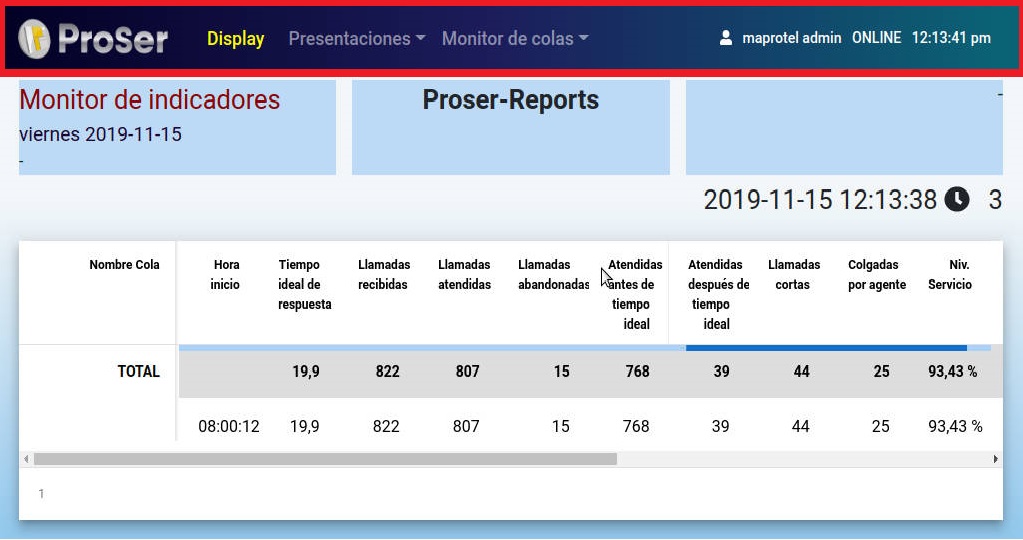 ProSer Display Presentaciones Monitor de colas maprotel admin ONLINE 12:13:41 pm
Monitor de indicadores
viernes 2019-11-15
-
Proser-Reports
-
2019-11-15 12:13:38 3
Nombre Cola
Hora
inicio
Tiempo
ideal de
respuesta
Llamadas
recibidas
Llamadas
atendidas
Llamadas
abandonadas
Atendidas
antes de
tiempo
ideal
Atendidas
después de
tiempo
ideal
Llamadas
cortas
Colgadas
por agente
Niv.
Servicio
TOTAL 19,9 822 807 15 768 39 44 25 93,43 %
08:00:12 19,9 822 807 15 768 39 44 25 93,43 %
1